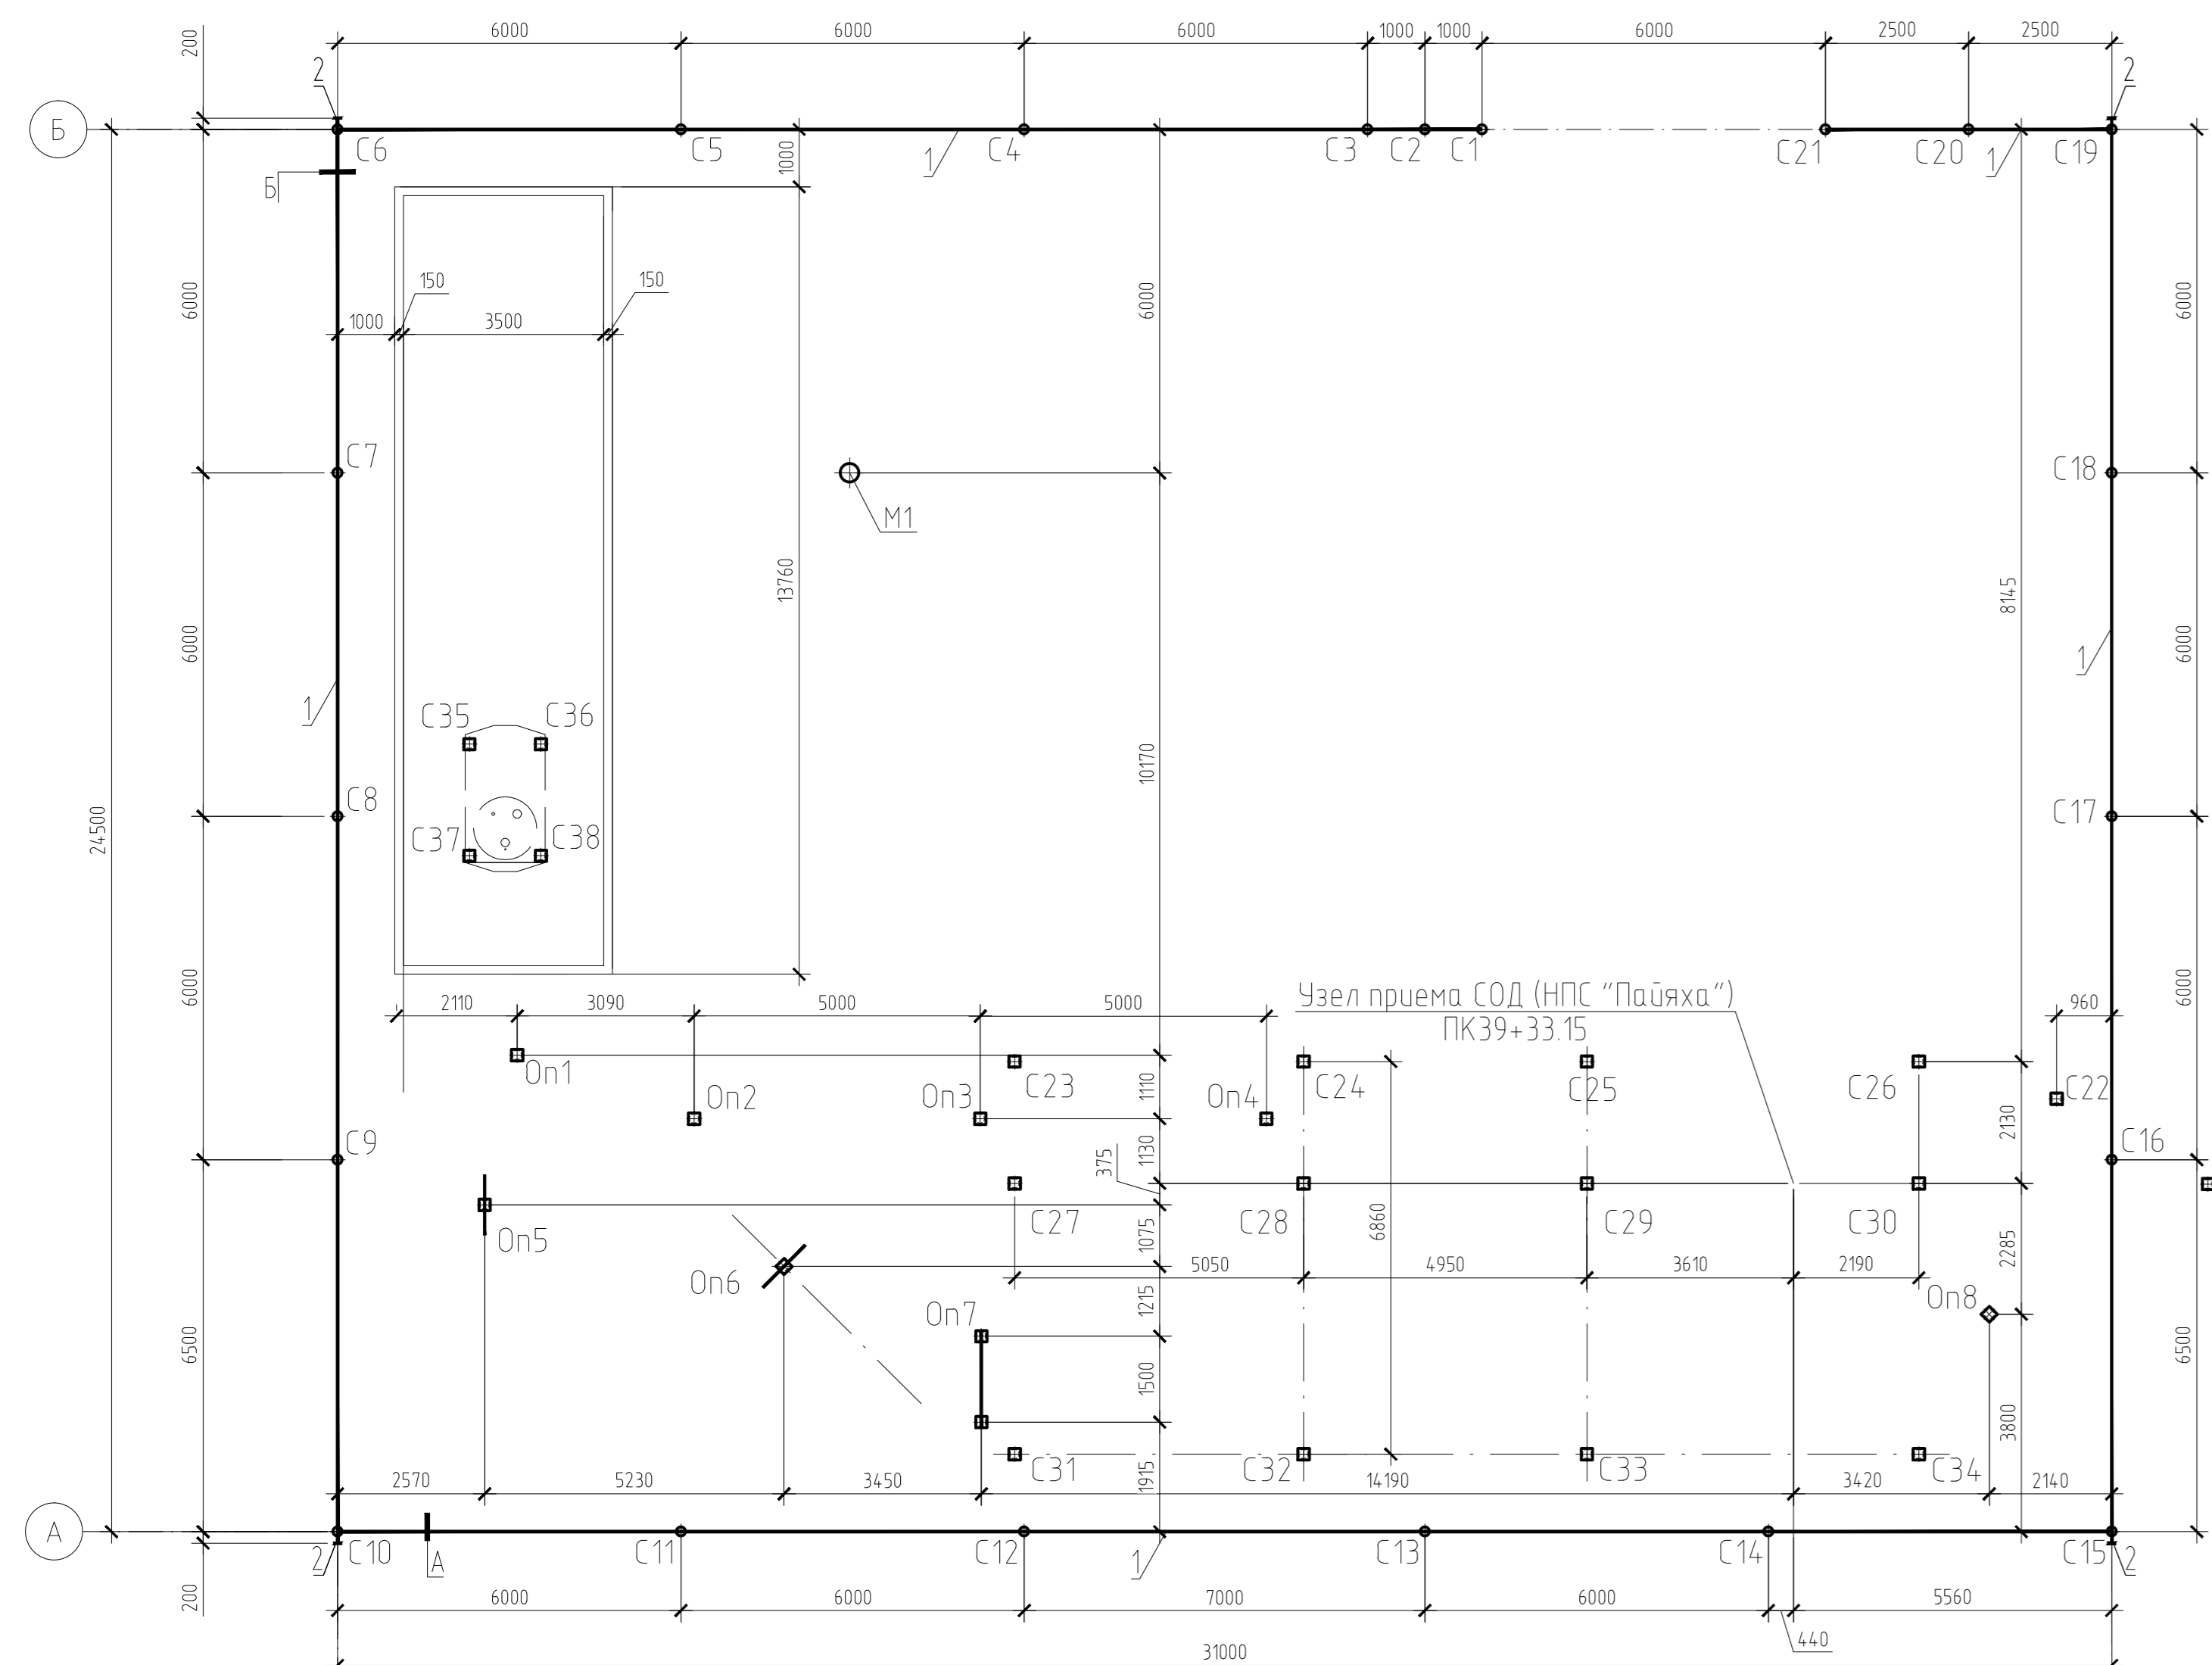 6000 6000 6000 1000 1000 6000 2500 2500
200
2 2
Б
С6 С5 С4 1 С3 С2 С1 С21 С20 1 С19
1000
Б
150 150
6000 1000 3500 6000 6000
С7 С18
М1
13760 8145
6000 1 6000
1
С35 С36
10170
С8 С17
24500
С37 С38
6000 6000
Узел приема СОД (НПС "Пайяха")
ПК39+33.15
2110 3090 5000 5000 960
Оп1 С23 С24 С25 С26 С22
1110
Оп2 Оп3 Оп4
2130
С9 1130 С16
375
С27 С28 6860 С29 С30
Оп5 1075
2285
5050 4950 3610 2190
Оп6
1215
Оп7 Оп8
6500 1500 6500
3800
С31 С32 С33 С34
1915
2570 5230 3450 14190 3420 2140
А
2 С10 А С11 С12 1 С13 С14 С15 2
200
6000 6000 7000 6000 5560
440
31000